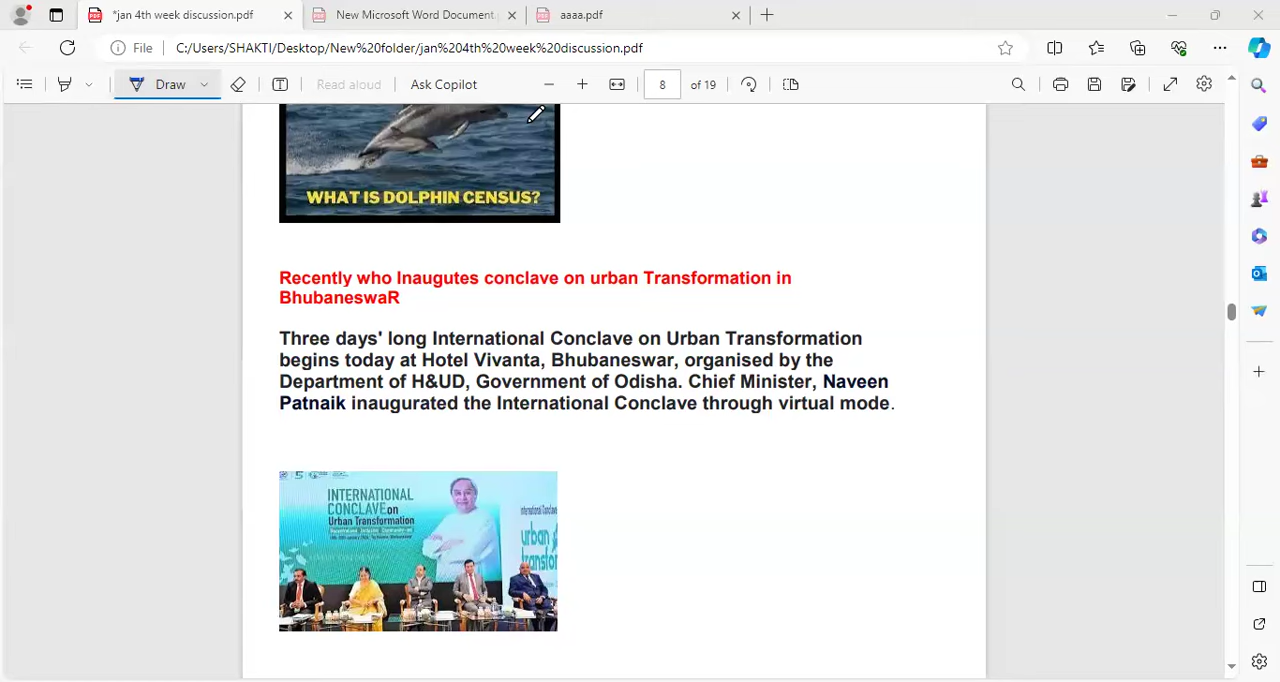 *jan 4th week discussion.pdf
New Microsoft Word Document
aaaa.pdf
File
C:/Users/SHAKTI/Desktop/New%20folder/jan%204th%20week%20discussion.pdf
Draw
Read aloud
Ask Copilot
8
of 19
WHAT IS DOLPHIN CENSUS?
Recently who Inaugutes conclave on urban Transformation in
BhubaneswaR
Three days' long International Conclave on Urban Transformation
begins today at Hotel Vivanta, Bhubaneswar, organised by the
Department of H&UD, Government of Odisha. Chief Minister, Naveen
Patnaik inaugurated the International Conclave through virtual mode.
INTERNATIONAL
CONCLAVE on
Urban Transformation
urban